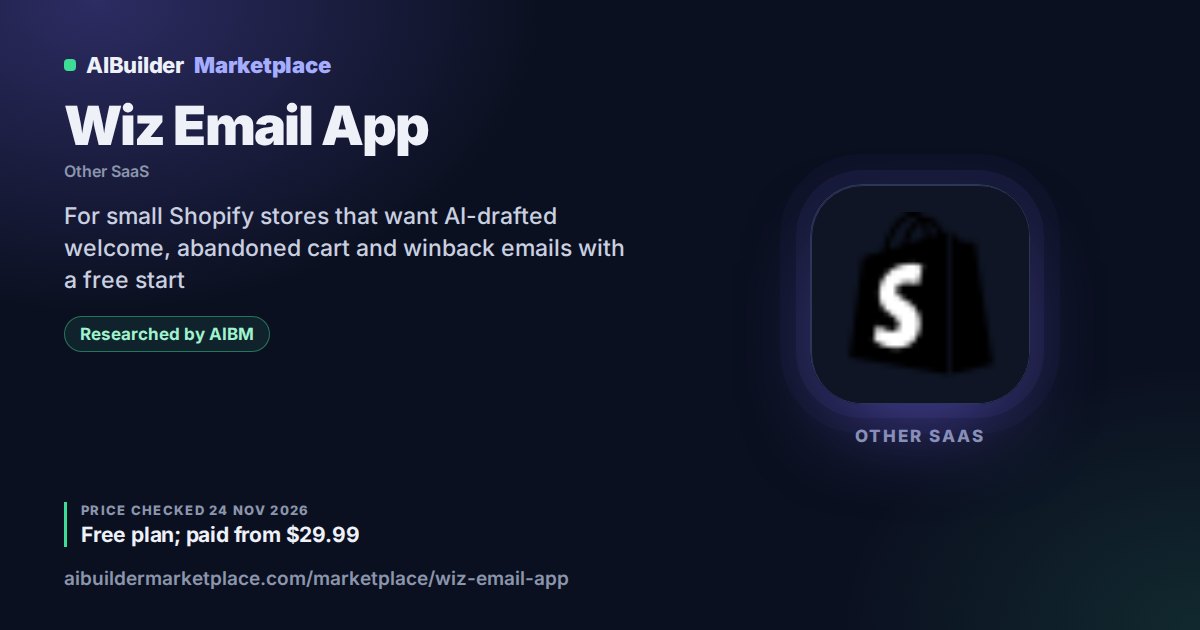 AIBuilder Marketplace
Wiz Email App
Other SaaS
For small Shopify stores that want AI-drafted
welcome, abandoned cart and winback emails with
a free start
Researched by AIBM
S
OTHER SAAS
PRICE CHECKED 24 NOV 2026
Free plan; paid from $29.99
aibuildermarketplace.com/marketplace/wiz-email-app